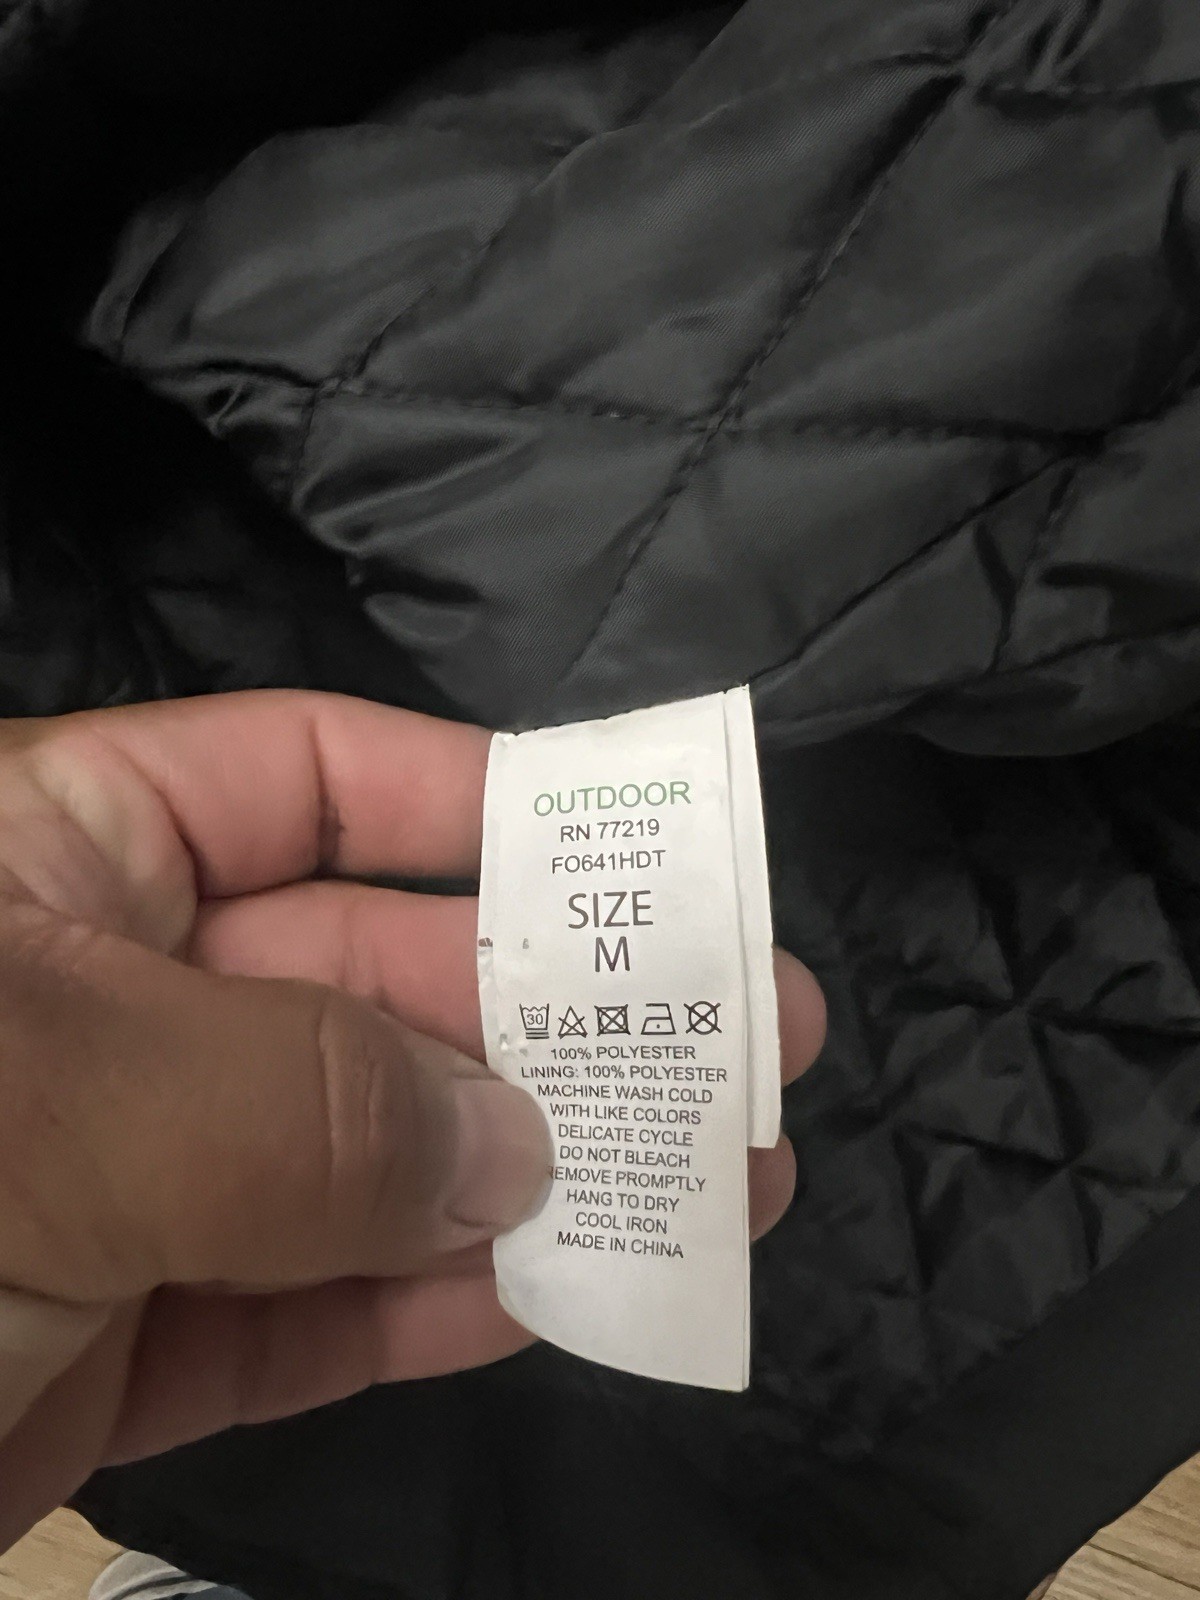 OUTDOOR
RN 77219
FO641HDT
SIZE
M
30
100% POLYESTER
LINING: 100% POLYESTER
MACHINE WASH COLD
WITH LIKE COLORS
DELICATE CYCLE
DO NOT BLEACH
REMOVE PROMPTLY
HANG TO DRY
COOL IRON
MADE IN CHINA